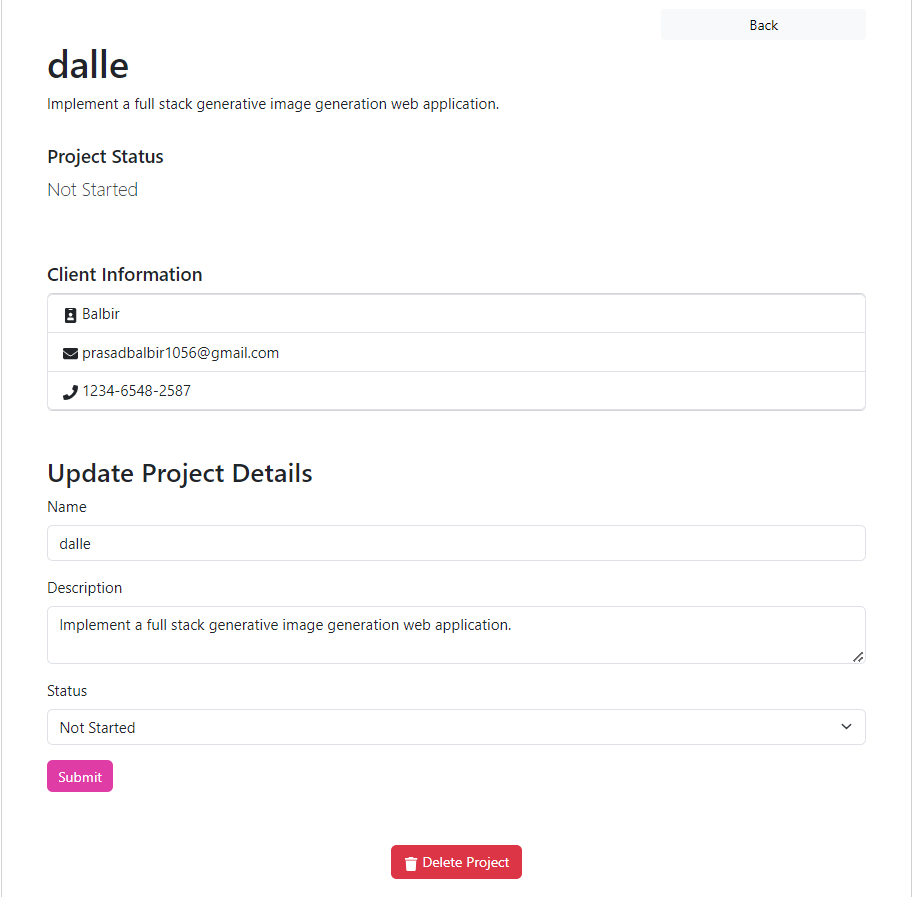 Back
dalle
Implement a full stack generative image generation web application.
Project Status
Not Started
Client Information
Balbir
prasadbalbir1056@gmail.com
1234-6548-2587
Update Project Details
Name
dalle
Description
Implement a full stack generative image generation web application.
Status
Not Started
Submit
Delete Project